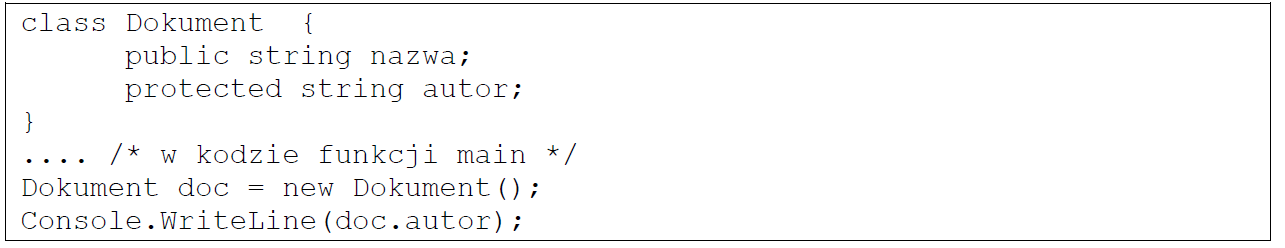 class Dokument  {
      public string nazwa;
      protected string autor;
}
.... /* w kodzie funkcji main */
Dokument doc = new Dokument();
Console.WriteLine(doc.autor);